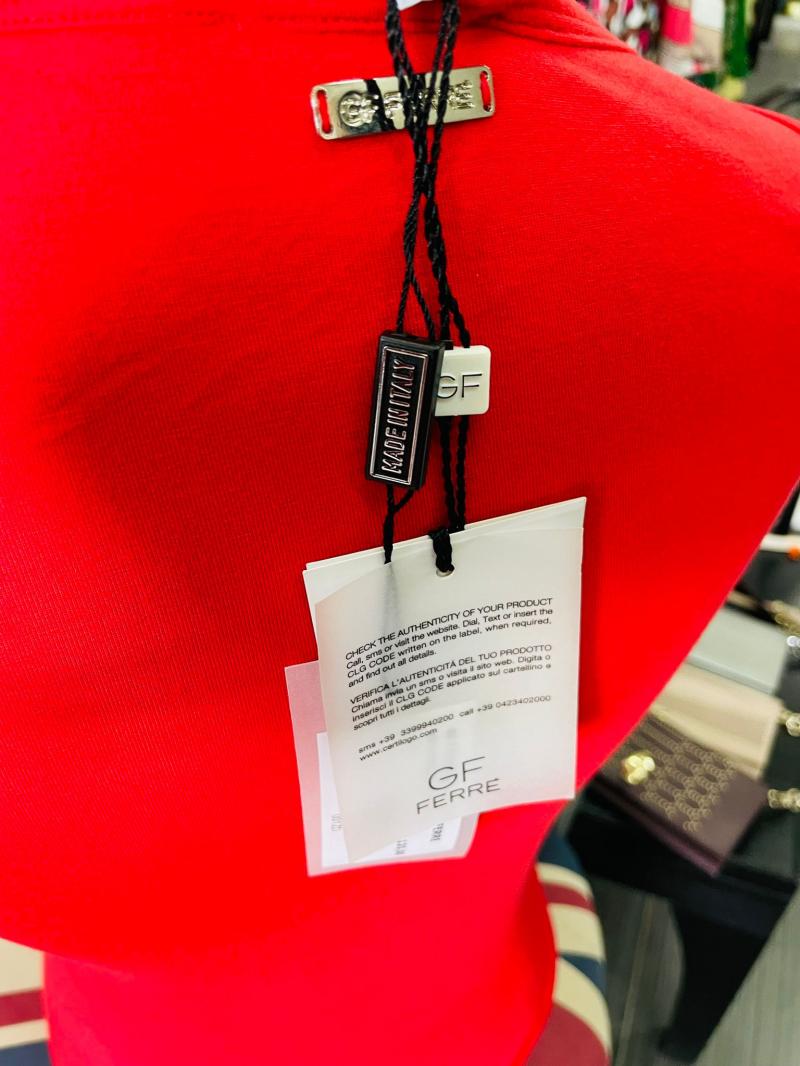 MADE IN ITALY
GF
CHECK THE AUTHENTICITY OF YOUR PRODUCT
Call, sms or visit the website. Dial, Text or insert the
CLG CODE written on the label, when required,
and find out all details.
VERIFICA L'AUTENTICITÀ DEL TUO PRODOTTO
Chiama invia un sms o visita il sito web. Digita o
inserisci il CLG CODE applicato sul cartellino e
scopri tutti i dettagli.
sms +39 3399940200 call +39 0423402000
www.certilogo.com
GF
FERRE
FERRE